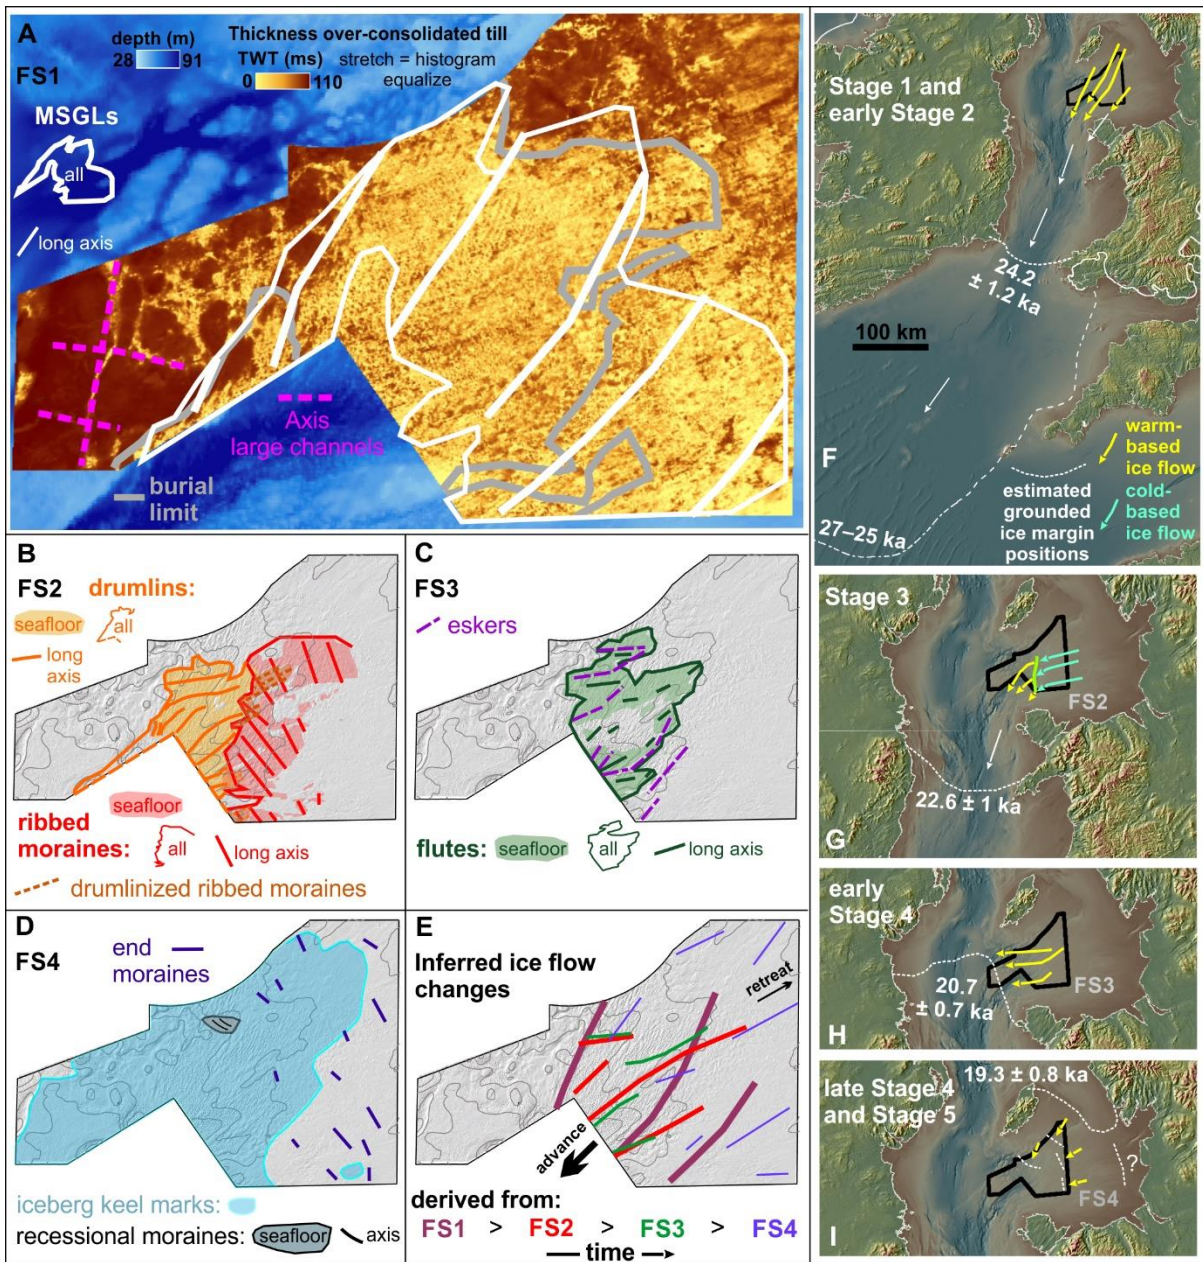 A
FS1
depth (m)
28 91
Thickness over-consolidated till
TWT (ms)
0 110
stretch = histogram
equalize
MSGLs
all
long axis
Axis
large channels
burial
limit
B
FS2
drumlins:
seafloor
all
long
axis
seafloor
ribbed
moraines:
all
long
axis
drumlinized ribbed moraines
C
FS3
eskers
flutes:
seafloor
all
long axis
D
FS4
end
moraines
iceberg keel marks:
recessional moraines:
seafloor
axis
E
Inferred ice flow
changes
retreat
advance
derived from:
FS1 > FS2 > FS3 > FS4
time
Stage 1 and
early Stage 2
24.2
± 1.2 ka
100 km
F
warm-
based
ice flow
estimated
grounded
ice margin
positions
cold-
based
ice flow
27–25 ka
Stage 3
FS2
22.6 ± 1 ka
G
early
Stage 4
20.7
± 0.7 ka
FS3
H
late Stage 4
and Stage 5
19.3 ± 0.8 ka
?
FS4
I